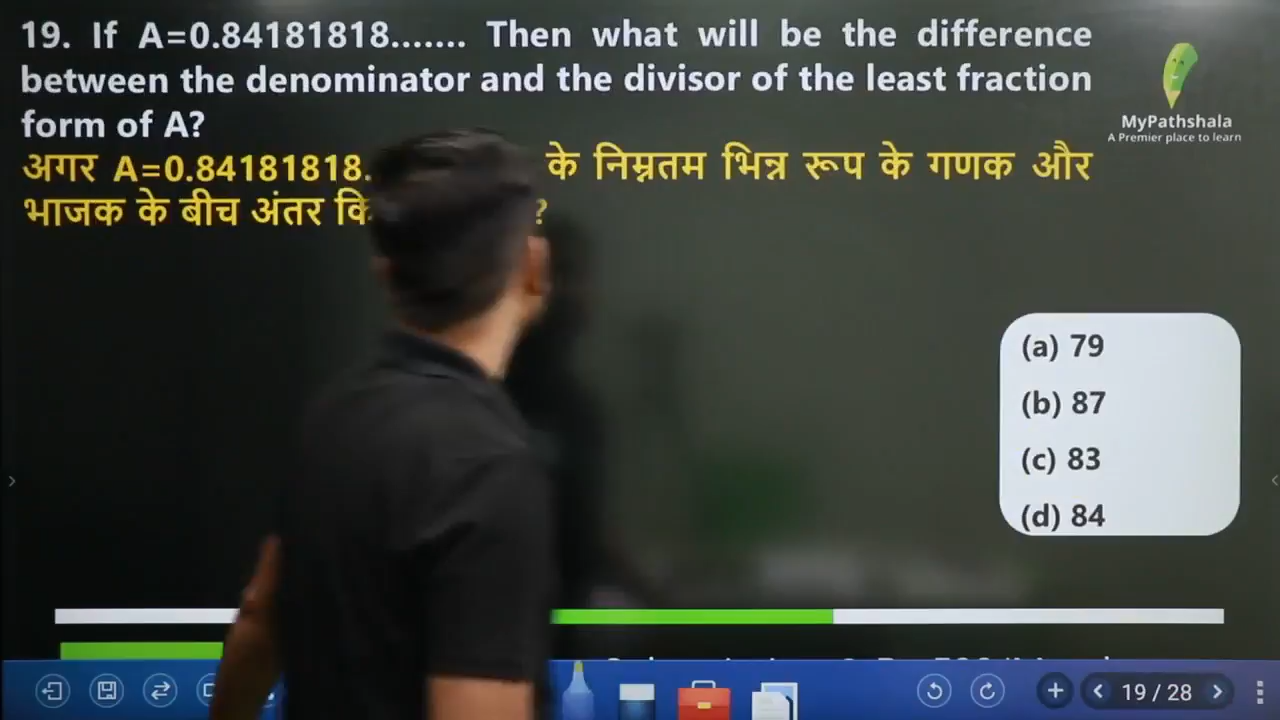 19. If A=0.84181818....... Then what will be the difference
between the denominator and the divisor of the least fraction
form of A?
अगर A=0.84181818. के निम्नतम भिन्न रूप के गणक और
भाजक के बीच अंतर ?
MyPathshala
A Premier place to learn
(a) 79
(b) 87
(c) 83
(d) 84
19 / 28